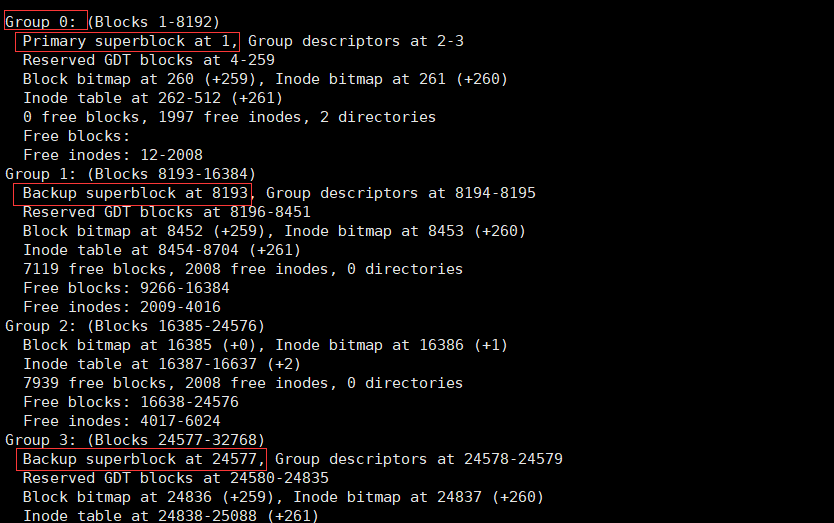 Group 0: (Blocks 1-8192)
Primary superblock at 1, Group descriptors at 2-3
Reserved GDT blocks at 4-259
Block bitmap at 260 (+259), Inode bitmap at 261 (+260)
Inode table at 262-512 (+261)
0 free blocks, 1997 free inodes, 2 directories
Free blocks:
Free inodes: 12-2008
Group 1: (Blocks 8193-16384)
Backup superblock at 8193, Group descriptors at 8194-8195
Reserved GDT blocks at 8196-8451
Block bitmap at 8452 (+259), Inode bitmap at 8453 (+260)
Inode table at 8454-8704 (+261)
7119 free blocks, 2008 free inodes, 0 directories
Free blocks: 9266-16384
Free inodes: 2009-4016
Group 2: (Blocks 16385-24576)
Block bitmap at 16385 (+0), Inode bitmap at 16386 (+1)
Inode table at 16387-16637 (+2)
7939 free blocks, 2008 free inodes, 0 directories
Free blocks: 16638-24576
Free inodes: 4017-6024
Group 3: (Blocks 24577-32768)
Backup superblock at 24577, Group descriptors at 24578-24579
Reserved GDT blocks at 24580-24835
Block bitmap at 24836 (+259), Inode bitmap at 24837 (+260)
Inode table at 24838-25088 (+261)